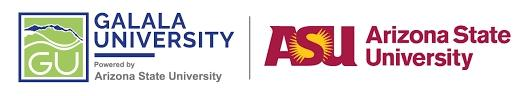 GU
GALALA
UNIVERSITY
Powered by
Arizona State University
ASU
Arizona State
University